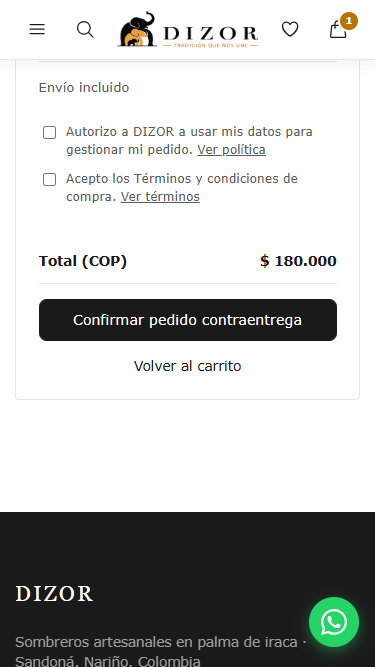 DIZOR
TRADICIÓN QUE NOS UNE
1
Envío incluido
Autorizo a DIZOR a usar mis datos para
gestionar mi pedido. Ver política
Acepto los Términos y condiciones de
compra. Ver términos
Total (COP) $ 180.000
Confirmar pedido contraentrega
Volver al carrito
DIZOR
Sombreros artesanales en palma de iraca ·
Sandoná, Nariño, Colombia